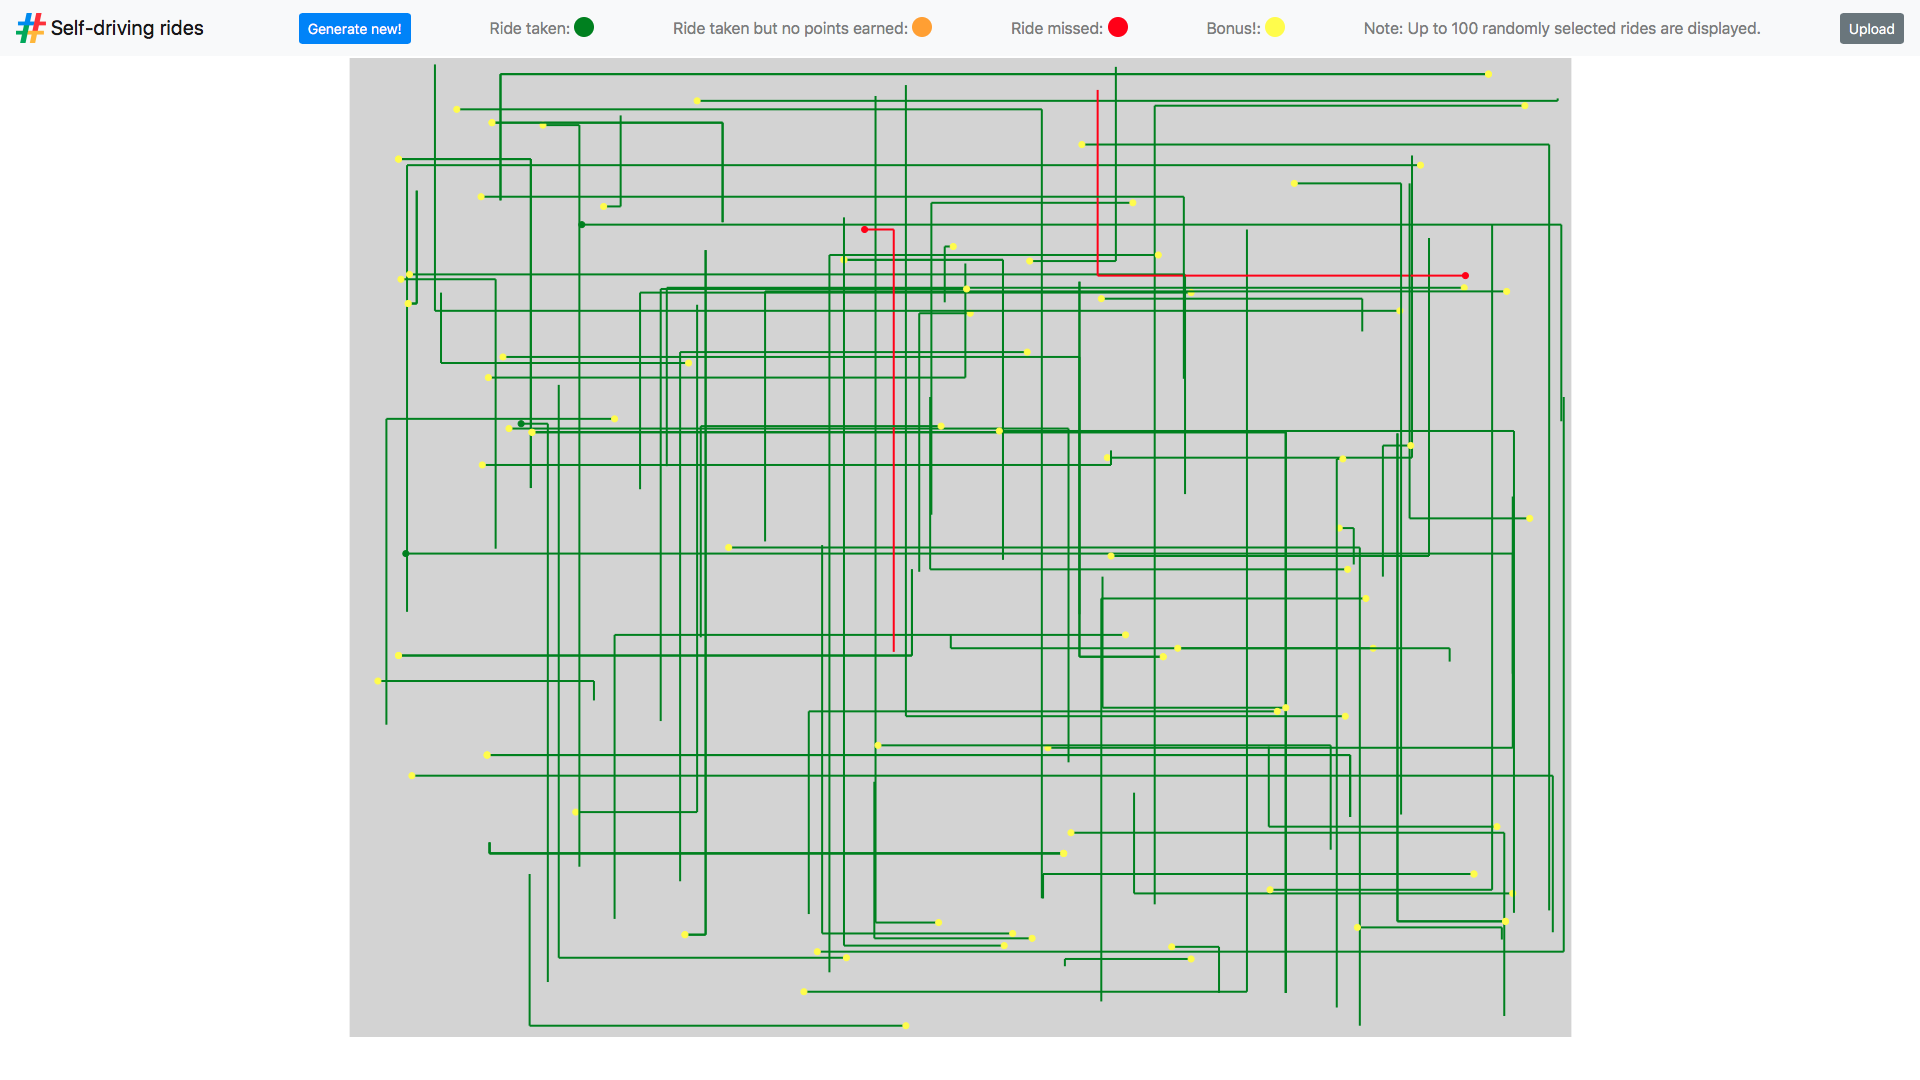 Self-driving rides
Generate new!
Ride taken:
Ride taken but no points earned:
Ride missed:
Bonus!:
Note: Up to 100 randomly selected rides are displayed.
Upload